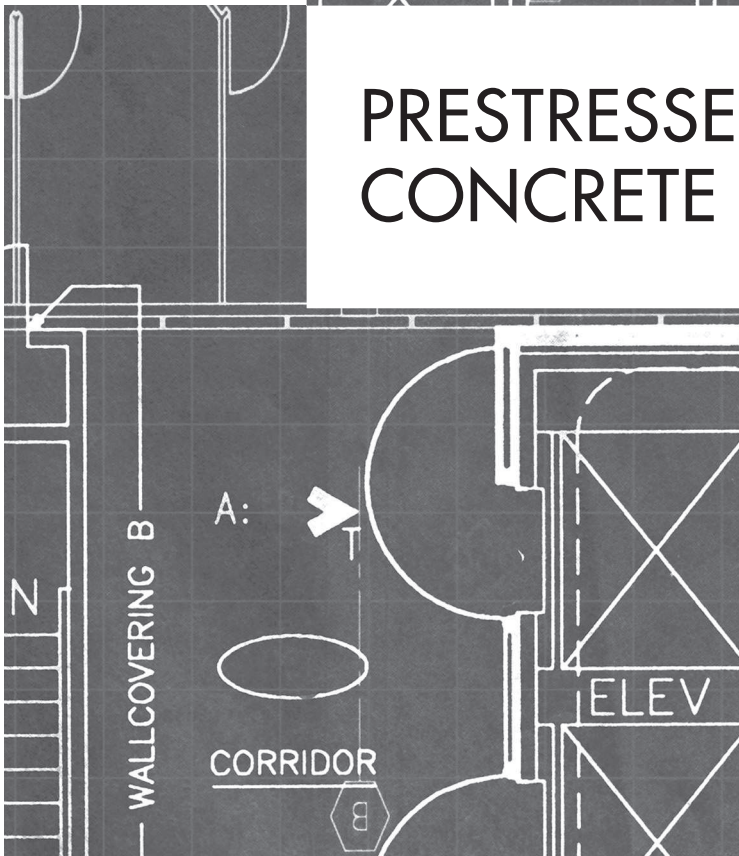 PRESTRESSE
CONCRETE
A:
T
WALLCOVERING B
N
ELEV
CORRIDOR
B